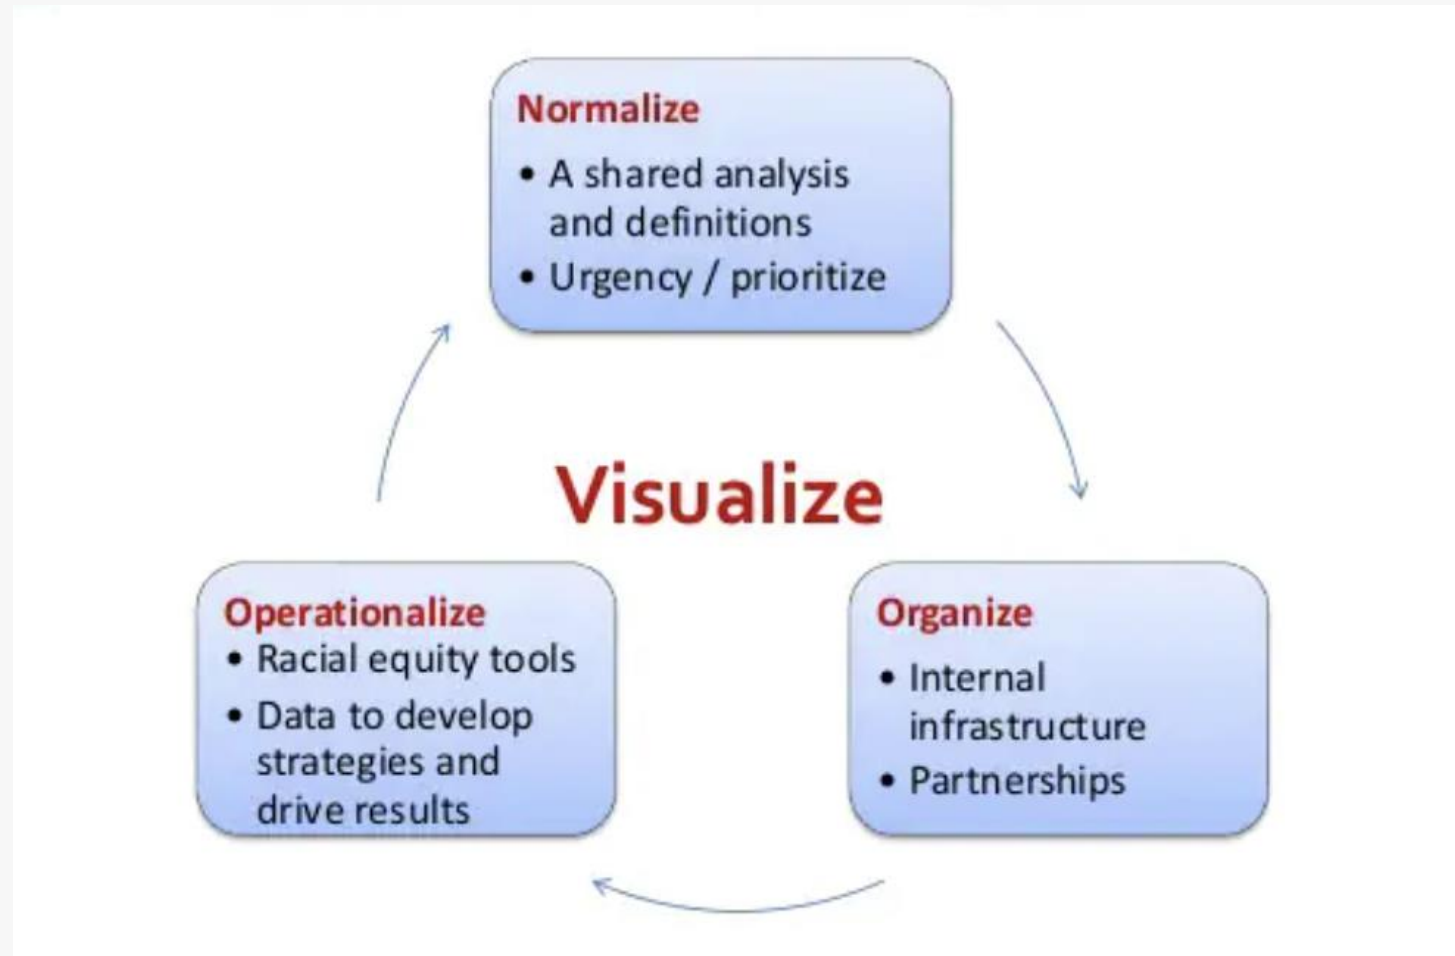 Normalize
• A shared analysis
and definitions
• Urgency / prioritize
Visualize
Operationalize
• Racial equity tools
• Data to develop
strategies and
drive results
Organize
• Internal
infrastructure
• Partnerships